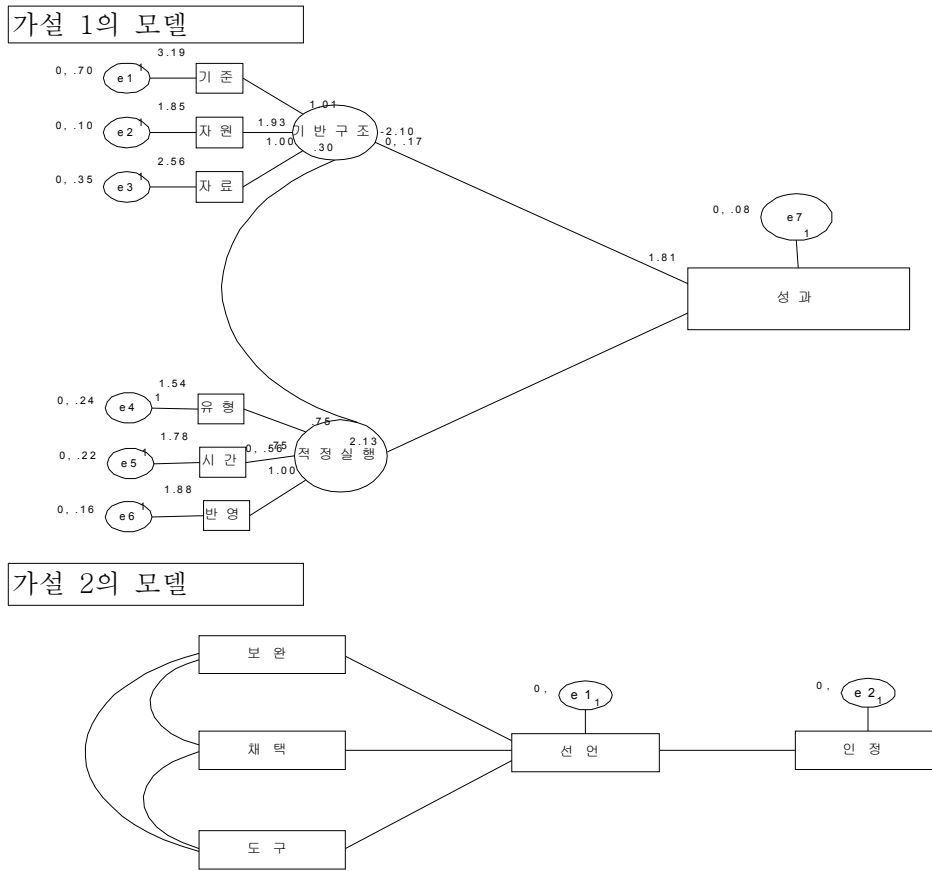 가설 1의 모델
3.19
0, .70
e1
1
기 준
1.01
1.85
0, .10
e2
1
자 원
1.93
기 반 구 조
-2.10
0, .17
1.00
.30
2.56
0, .35
e3
1
자 료
0, .08
e7
1
1.81
성 과
1.54
0, .24
e4
1
유 형
.75
1.78
0, .22
e5
1
시 간
0, .56
.75
적 정 실 행
2.13
1.00
1.88
0, .16
e6
1
반 영
가설 2의 모델
보 완
0,
e1
1
0,
e2
1
채 택
선 언
인 정
도 구